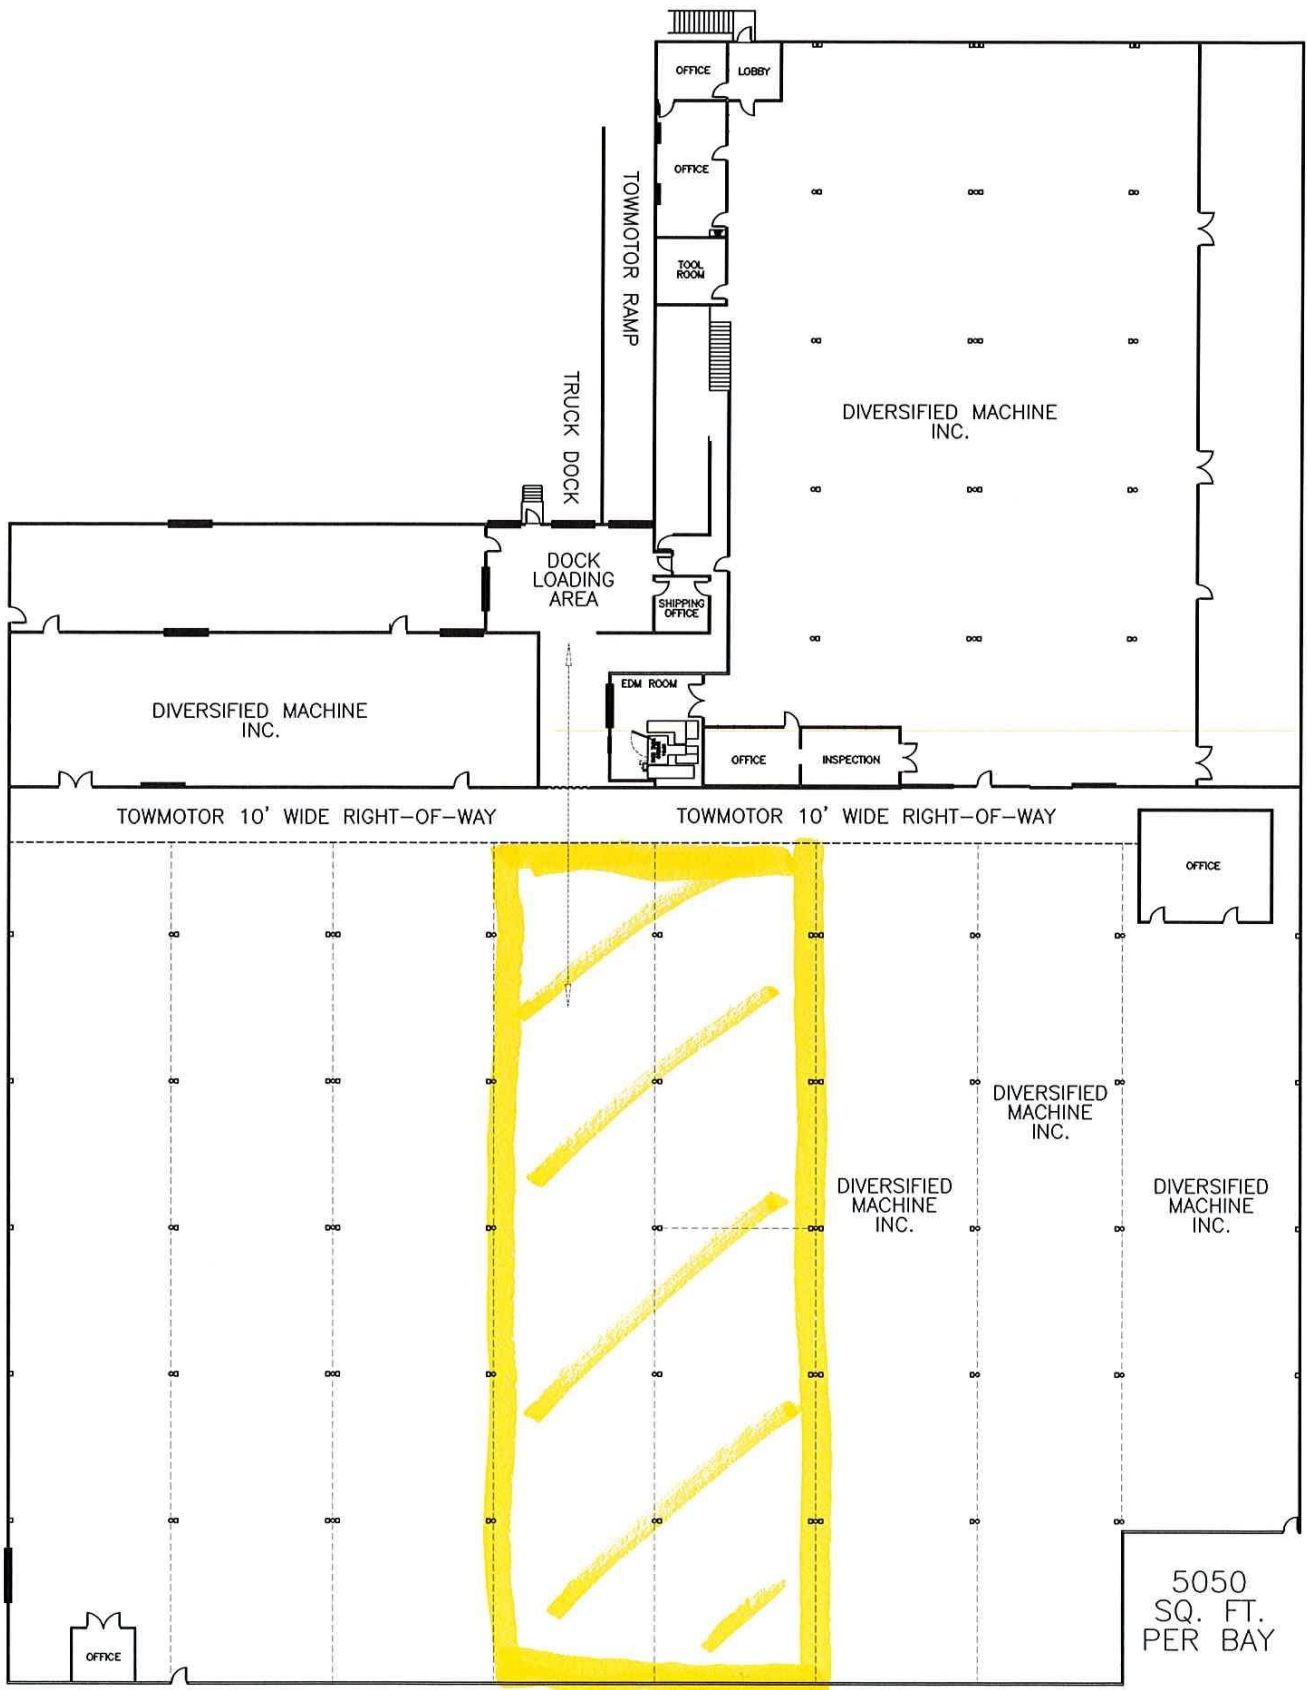 OFFICE
LOBBY
OFFICE
TOWMOTOR RAMP
TOOL
ROOM
TRUCK DOCK
DIVERSIFIED MACHINE
INC.
DOCK
LOADING
AREA
SHIPPING
OFFICE
EDM ROOM
DIVERSIFIED MACHINE
INC.
OFFICE
INSPECTION
TOWMOTOR 10' WIDE RIGHT-OF-WAY
TOWMOTOR 10' WIDE RIGHT-OF-WAY
OFFICE
DIVERSIFIED
MACHINE
INC.
DIVERSIFIED
MACHINE
INC.
DIVERSIFIED
MACHINE
INC.
5050
SQ. FT.
PER BAY
OFFICE